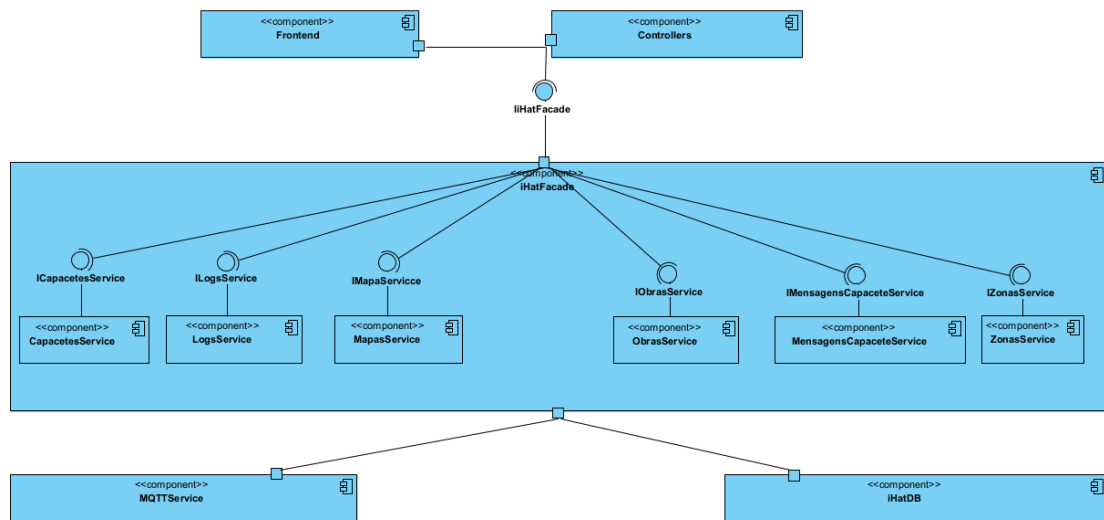 <<component>>
Frontend
<<component>>
Controllers
IiHatFacade
<<component>>
iHatFacade
ICapacetesService
ILogsService
IMapaServicce
IObrasService
IMensagensCapaceteService
IZonasService
<<component>>
CapacetesService
<<component>>
LogsService
<<component>>
MapasService
<<component>>
ObrasService
<<component>>
MensagensCapaceteService
<<component>>
ZonasService
<<component>>
MQTTService
<<component>>
iHatDB